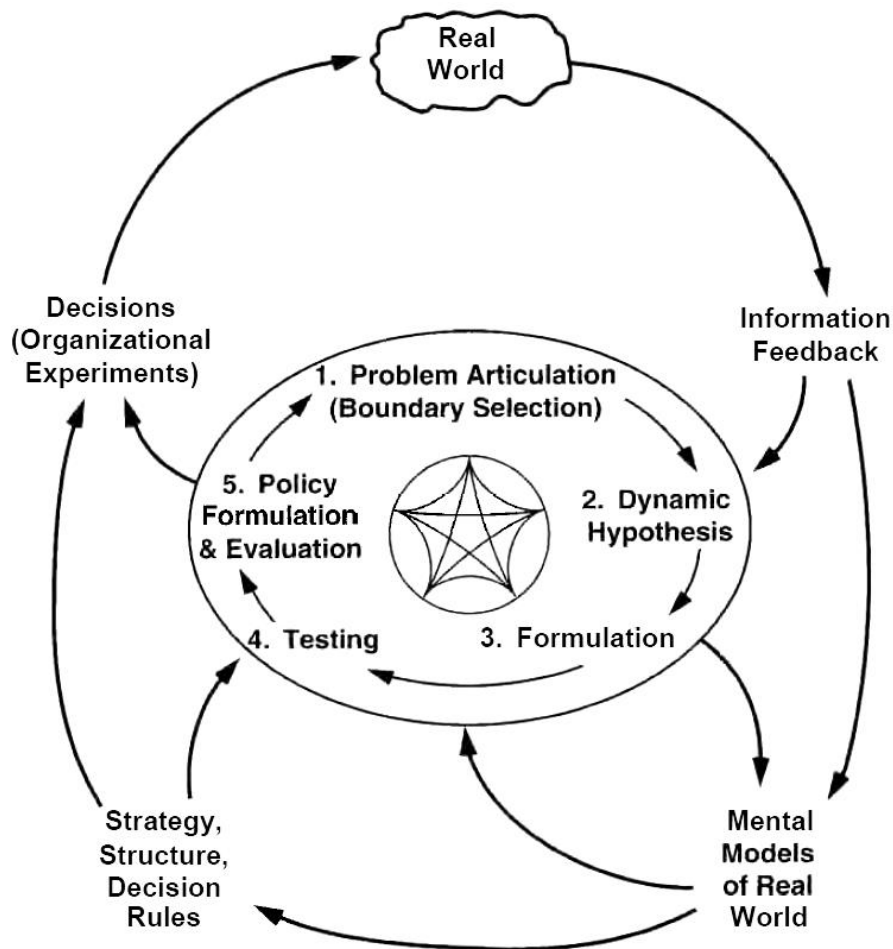 Real
World
Decisions
(Organizational
Experiments)
Information
Feedback
1. Problem Articulation
(Boundary Selection)
2. Dynamic
Hypothesis
3. Formulation
4. Testing
5. Policy
Formulation
& Evaluation
Strategy,
Structure,
Decision
Rules
Mental
Models
of Real
World